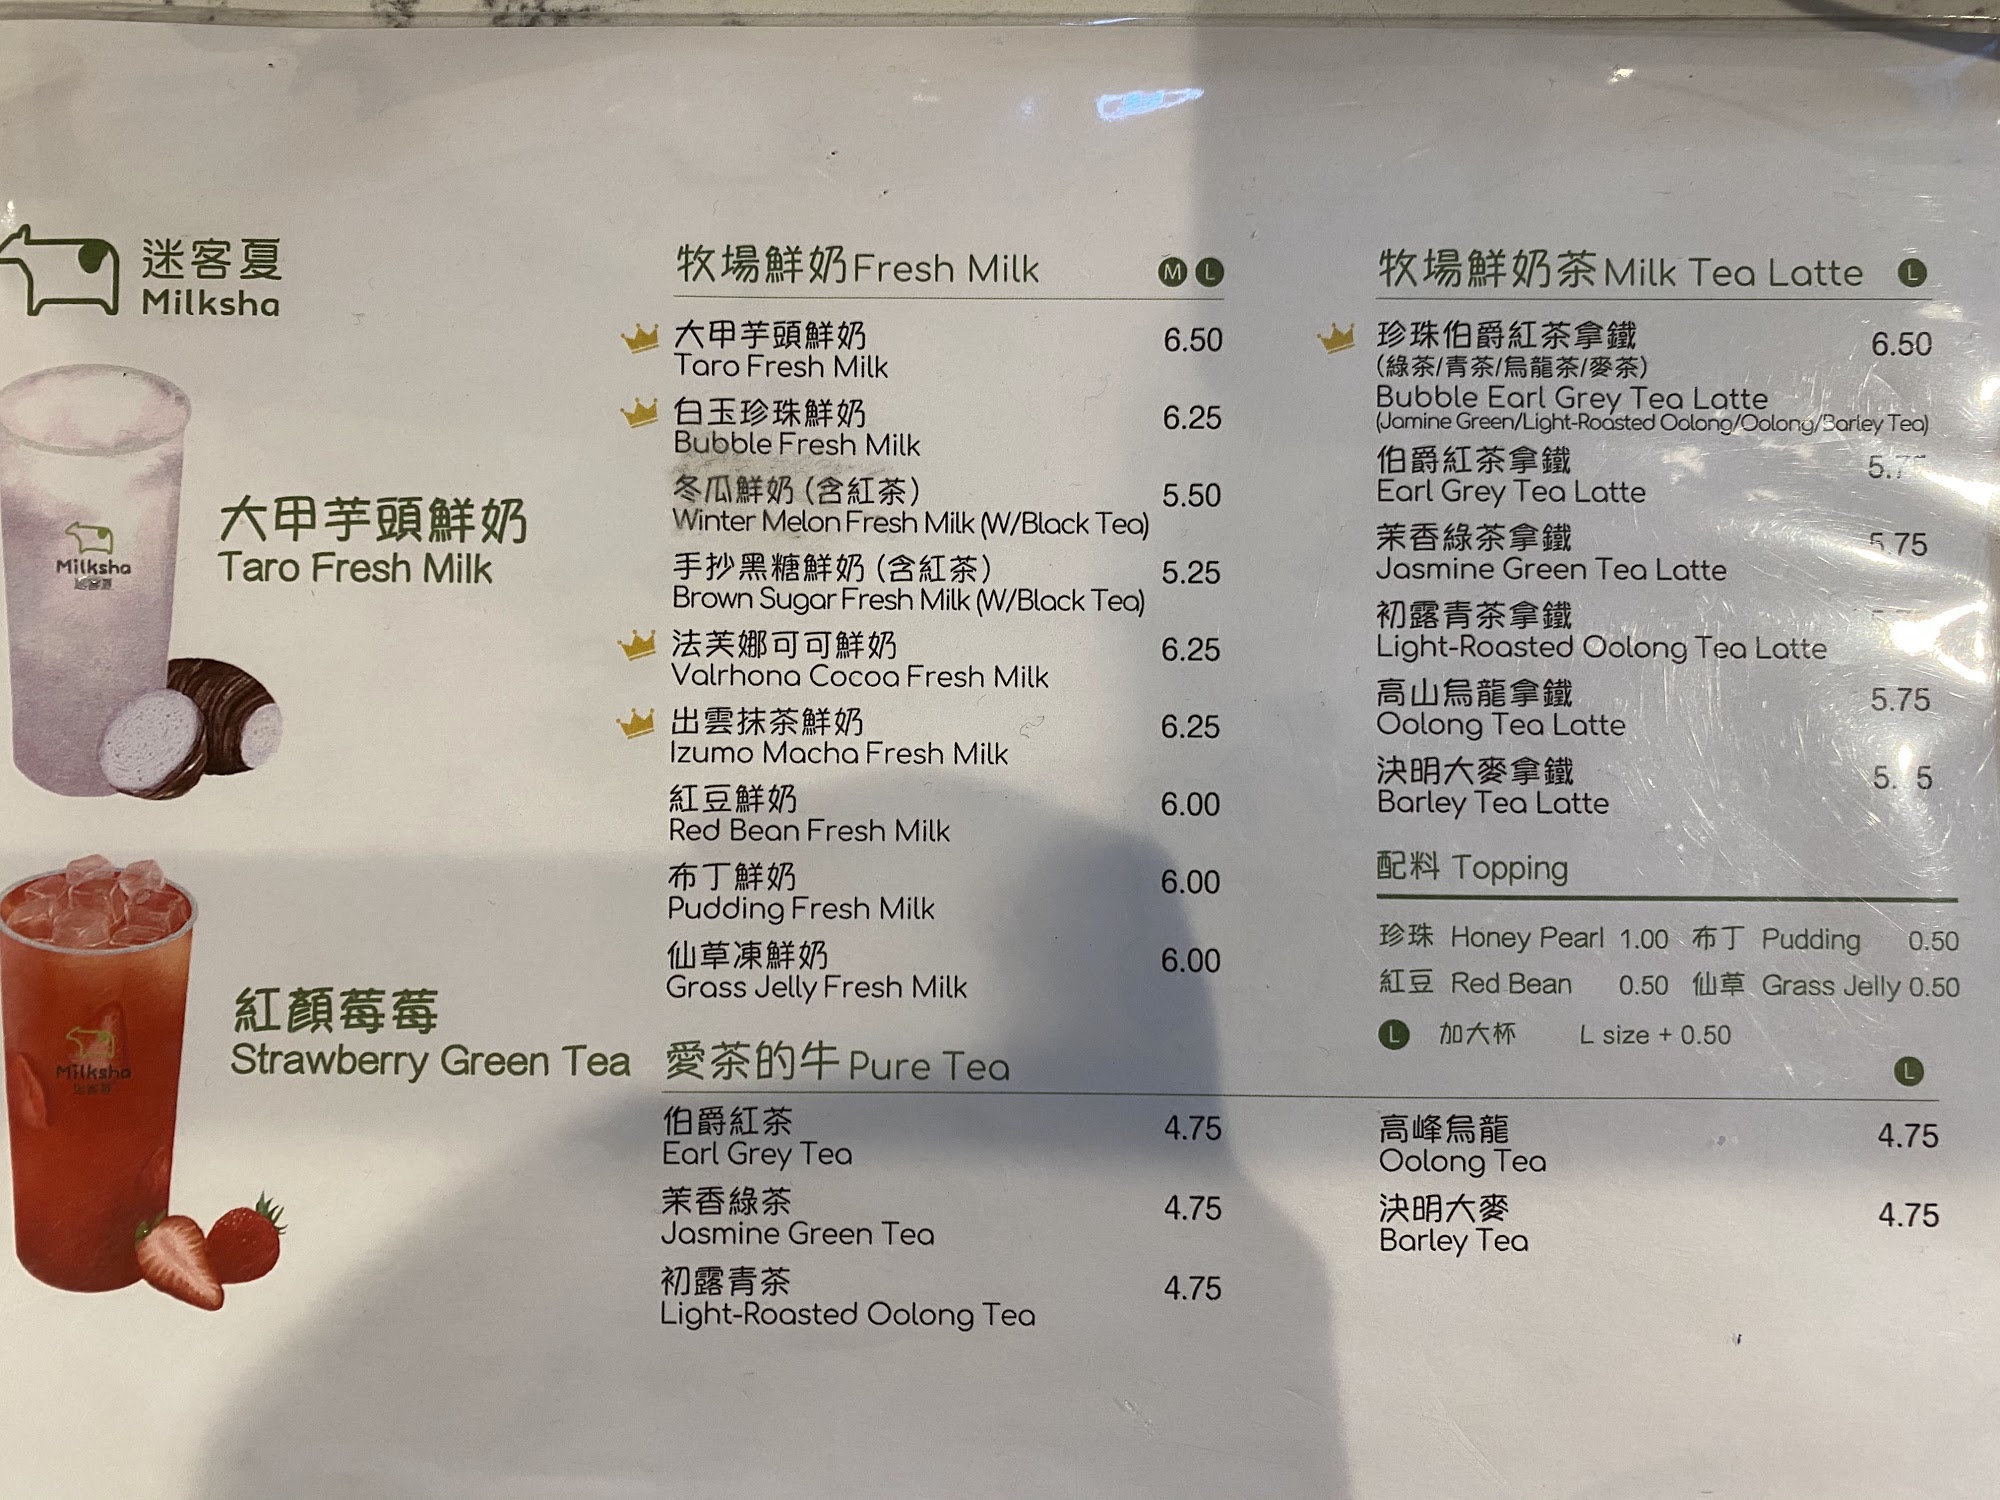 迷客夏
Milksha
Milksha
迷客夏
大甲芋頭鮮奶
Taro Fresh Milk
Milksha
紅顏莓莓
Strawberry Green Tea
牧場鮮奶 Fresh Milk M L
大甲芋頭鮮奶 6.50
Taro Fresh Milk
白玉珍珠鮮奶 6.25
Bubble Fresh Milk
冬瓜鮮奶 (含紅茶) 5.50
Winter Melon Fresh Milk (W/Black Tea)
手抄黑糖鮮奶 (含紅茶) 5.25
Brown Sugar Fresh Milk (W/Black Tea)
法芙娜可可鮮奶 6.25
Valrhona Cocoa Fresh Milk
出雲抹茶鮮奶 6.25
Izumo Macha Fresh Milk
紅豆鮮奶 6.00
Red Bean Fresh Milk
布丁鮮奶 6.00
Pudding Fresh Milk
仙草凍鮮奶 6.00
Grass Jelly Fresh Milk
牧場鮮奶茶 Milk Tea Latte L
珍珠伯爵紅茶拿鐵 6.50
(綠茶/青茶/烏龍茶/麥茶)
Bubble Earl Grey Tea Latte
(Jamine Green/Light-Roasted Oolong/Oolong/Barley Tea)
伯爵紅茶拿鐵
Earl Grey Tea Latte
茉香綠茶拿鐵 5.75
Jasmine Green Tea Latte
初露青茶拿鐵
Light-Roasted Oolong Tea Latte
高山烏龍拿鐵 5.75
Oolong Tea Latte
決明大麥拿鐵
Barley Tea Latte
配料 Topping
珍珠 Honey Pearl 1.00 布丁 Pudding 0.50
紅豆 Red Bean 0.50 仙草 Grass Jelly 0.50
L 加大杯 L size + 0.50
愛茶的牛 Pure Tea L
伯爵紅茶 4.75
Earl Grey Tea
茉香綠茶 4.75
Jasmine Green Tea
初露青茶 4.75
Light-Roasted Oolong Tea
高峰烏龍 4.75
Oolong Tea
決明大麥 4.75
Barley Tea